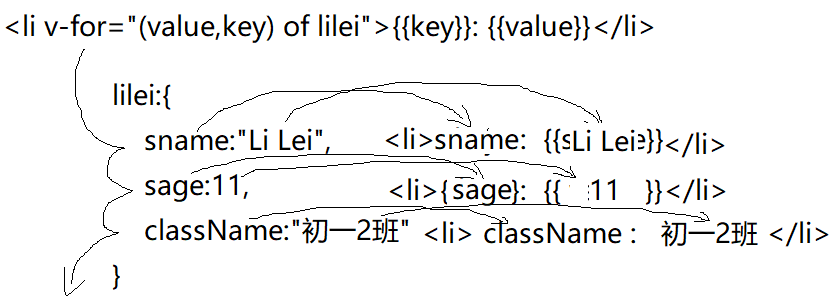 <li v-for="(value,key) of lilei">{{key}}: {{value}}</li>
lilei:{
sname:"Li Lei", <li>sname: {{sLi Lei}}</li>
sage:11, <li>{sage}: {{ 11 }}</li>
className:"初一2班" <li> className : 初一2班 </li>
}